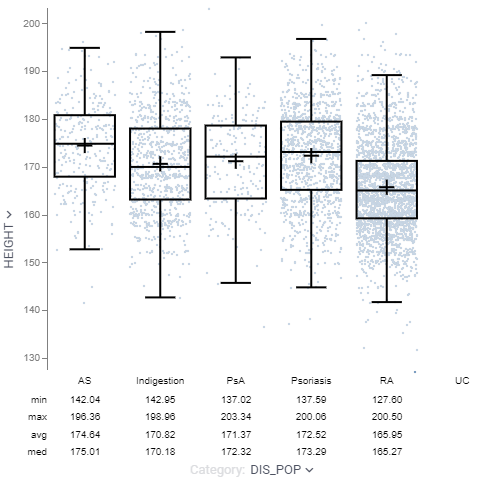 200
190
180
170
160
150
140
130
HEIGHT
AS Indigestion PsA Psoriasis RA UC
min 142.04 142.95 137.02 137.59 127.60
max 196.36 198.96 203.34 200.06 200.50
avg 174.64 170.82 171.37 172.52 165.95
med 175.01 170.18 172.32 173.29 165.27
Category: DIS_POP